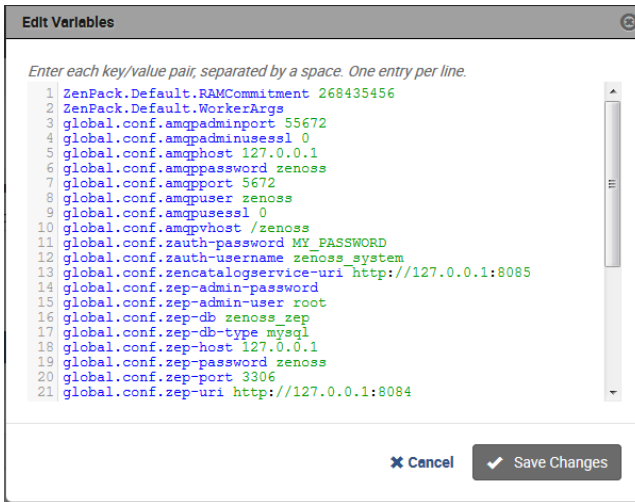 Edit Variables
Enter each key/value pair, separated by a space. One entry per line.
1 ZenPack.Default.RAMCommitment 268435456
2 ZenPack.Default.WorkerArgs
3 global.conf.amqpadminport 55672
4 global.conf.amqpadminusessl 0
5 global.conf.amqphost 127.0.0.1
6 global.conf.amqppassword zenoss
7 global.conf.amqpport 5672
8 global.conf.amqpuser zenoss
9 global.conf.amqpusessl 0
10 global.conf.amqpvhost /zenoss
11 global.conf.zauth-password MY_PASSWORD
12 global.conf.zauth-username zenoss_system
13 global.conf.zencatalogservice-uri http://127.0.0.1:8085
14 global.conf.zep-admin-password
15 global.conf.zep-admin-user root
16 global.conf.zep-db zenoss_zep
17 global.conf.zep-db-type mysql
18 global.conf.zep-host 127.0.0.1
19 global.conf.zep-password zenoss
20 global.conf.zep-port 3306
21 global.conf.zep-uri http://127.0.0.1:8084
Cancel
Save Changes